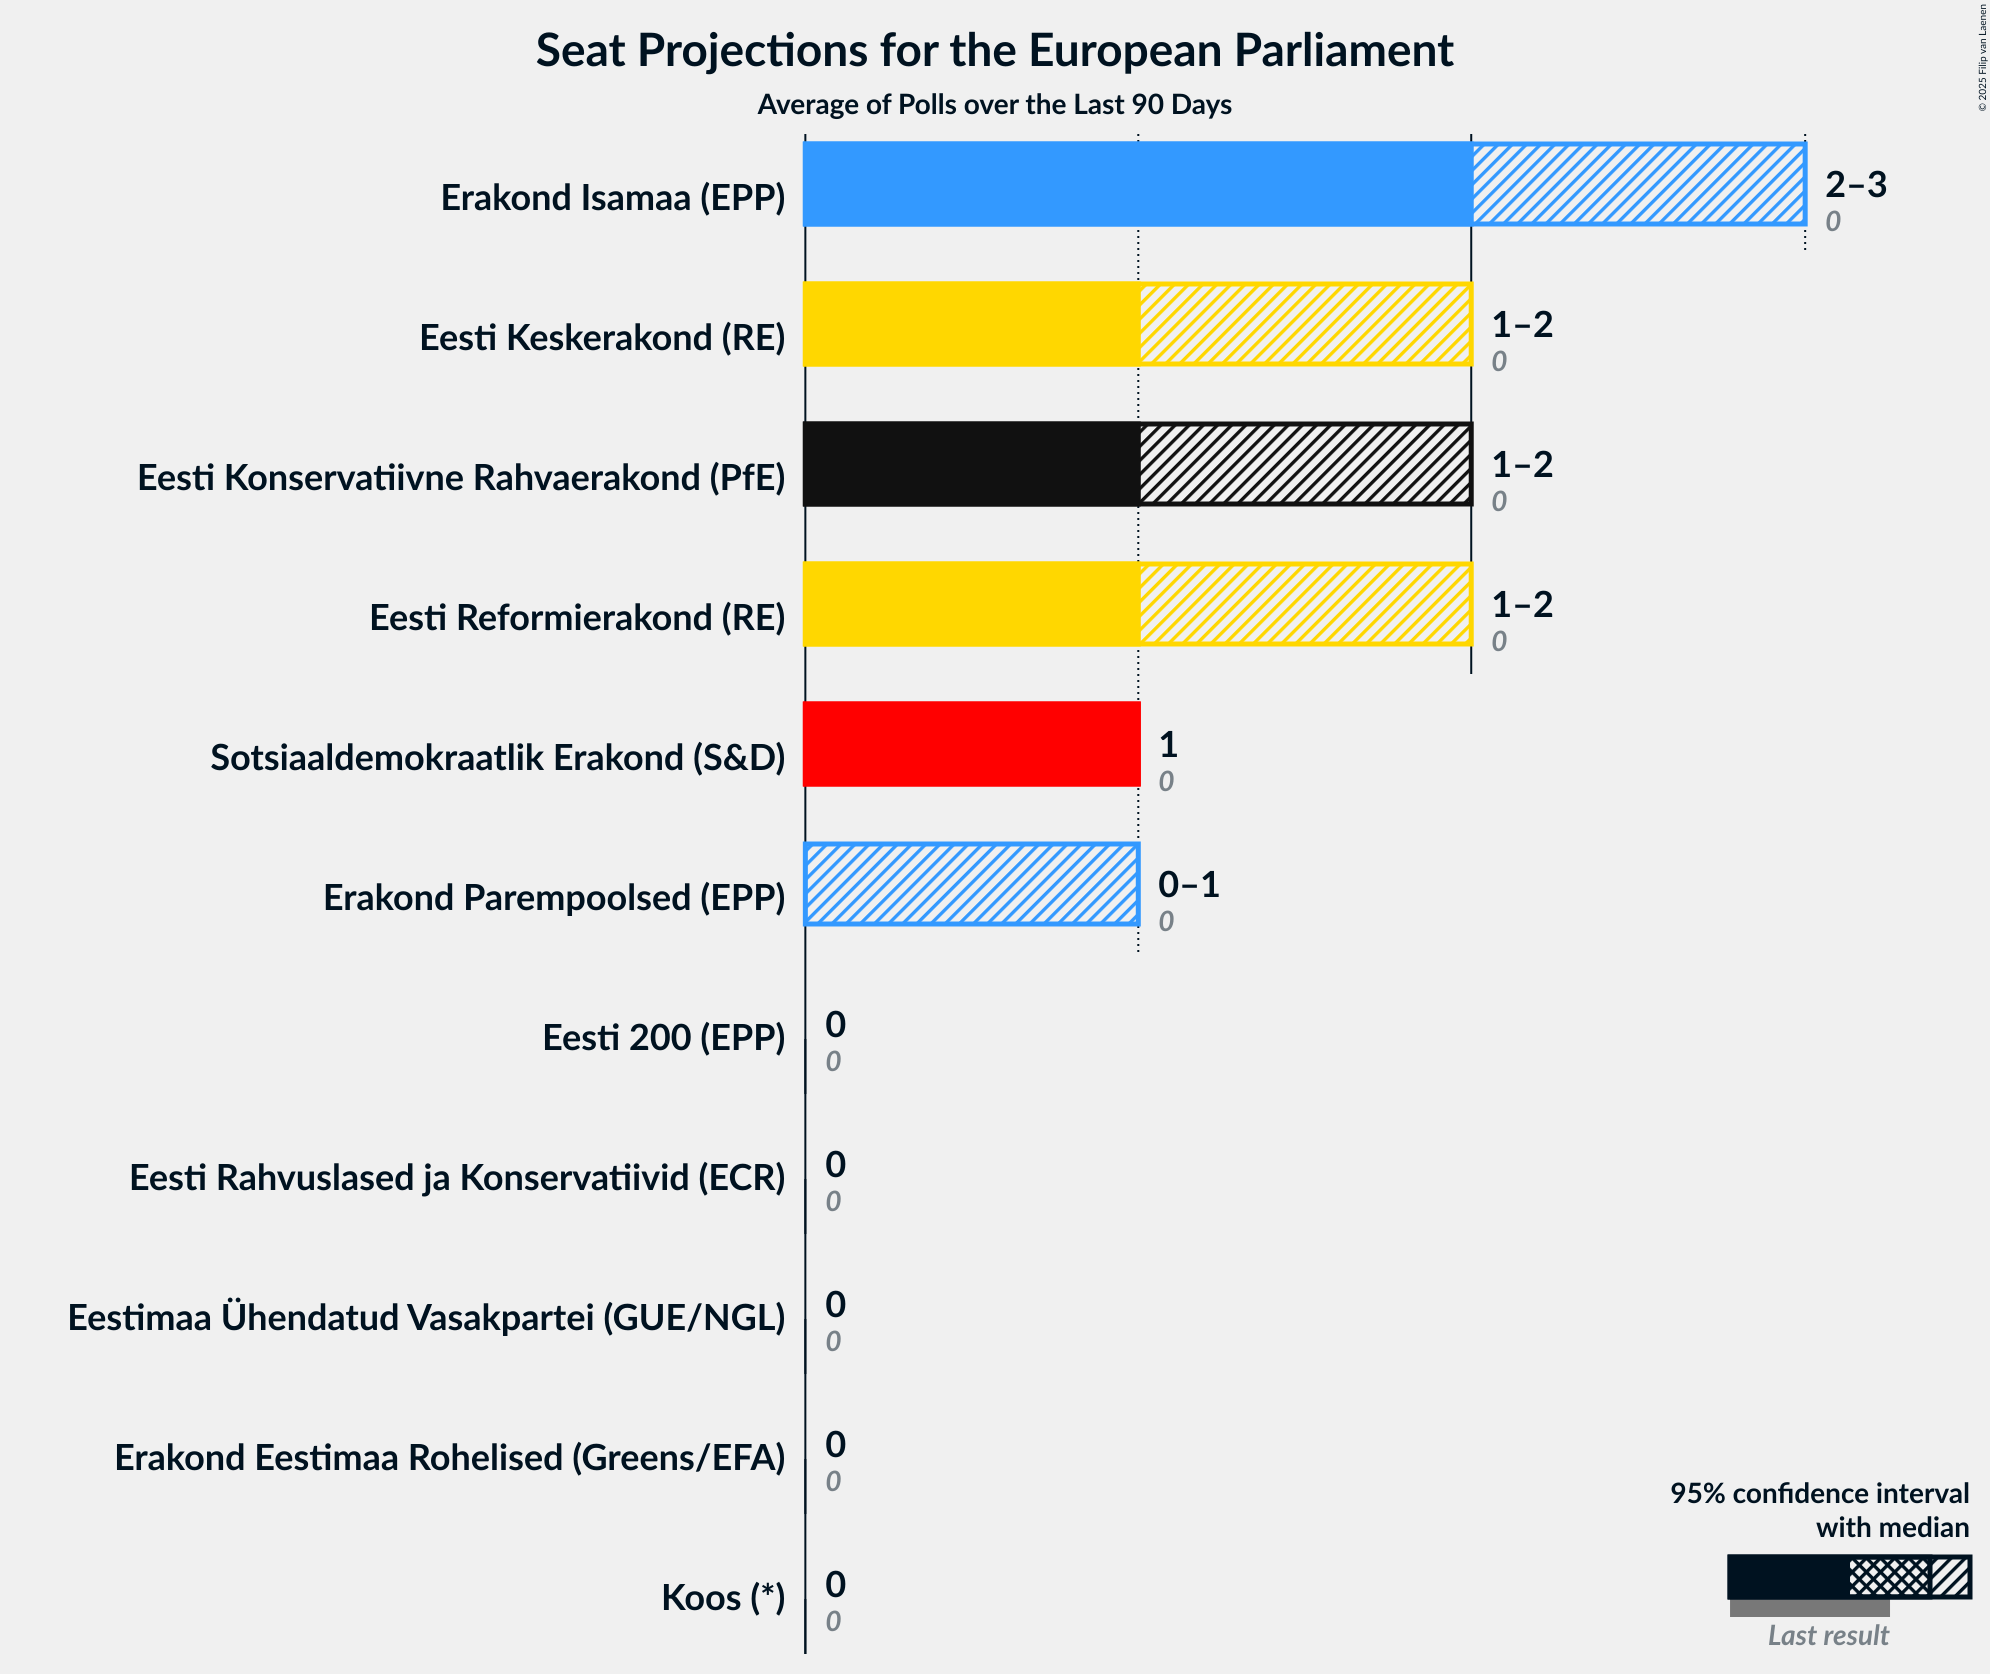 Seat Projections for the European Parliament
Average of Polls over the Last 90 Days
© 2025 Filip van Laenen
Erakond Isamaa (EPP)
2–3
0
Eesti Keskerakond (RE)
1–2
0
Eesti Konservatiivne Rahvaerakond (PfE)
1–2
0
Eesti Reformierakond (RE)
1–2
0
Sotsiaaldemokraatlik Erakond (S&D)
1
0
Erakond Parempoolsed (EPP)
0–1
0
Eesti 200 (EPP)
0
0
Eesti Rahvuslased ja Konservatiivid (ECR)
0
0
Eestimaa Ühendatud Vasakpartei (GUE/NGL)
0
0
Erakond Eestimaa Rohelised (Greens/EFA)
0
0
Koos (*)
0
0
95% confidence interval
with median
Last result